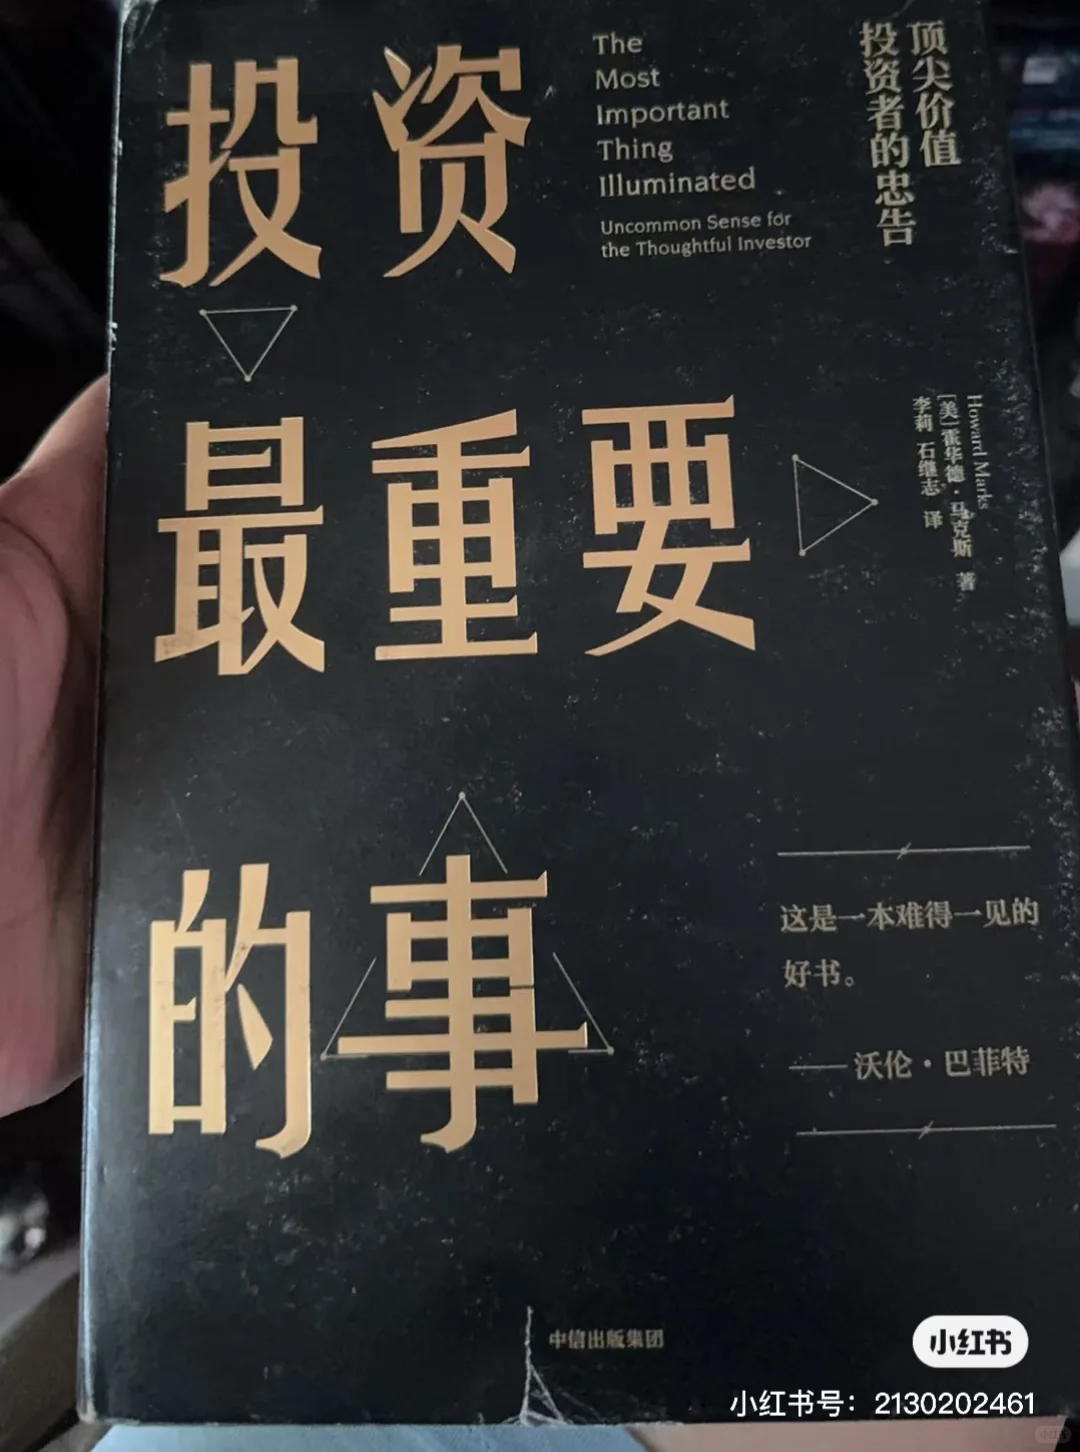 投资
最重要
的事
The
Most
Important
Thing
Illuminated
Uncommon Sense for
the Thoughtful Investor
顶尖价值
投资者的忠告
Howard Marks
[美]霍华德·马克斯 著
李莉 石继志 译
这是一本难得一见的
好书。
——沃伦·巴菲特
中信出版集团
小红书
小红书号：2130202461